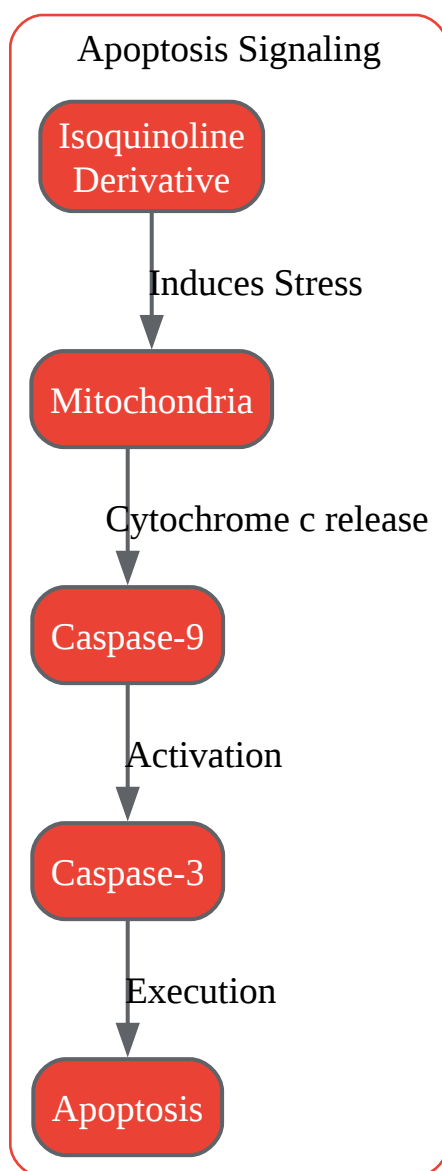 Apoptosis Signaling
Isoquinoline
Derivative
Induces Stress
Mitochondria
Cytochrome c release
Caspase-9
Activation
Caspase-3
Execution
Apoptosis